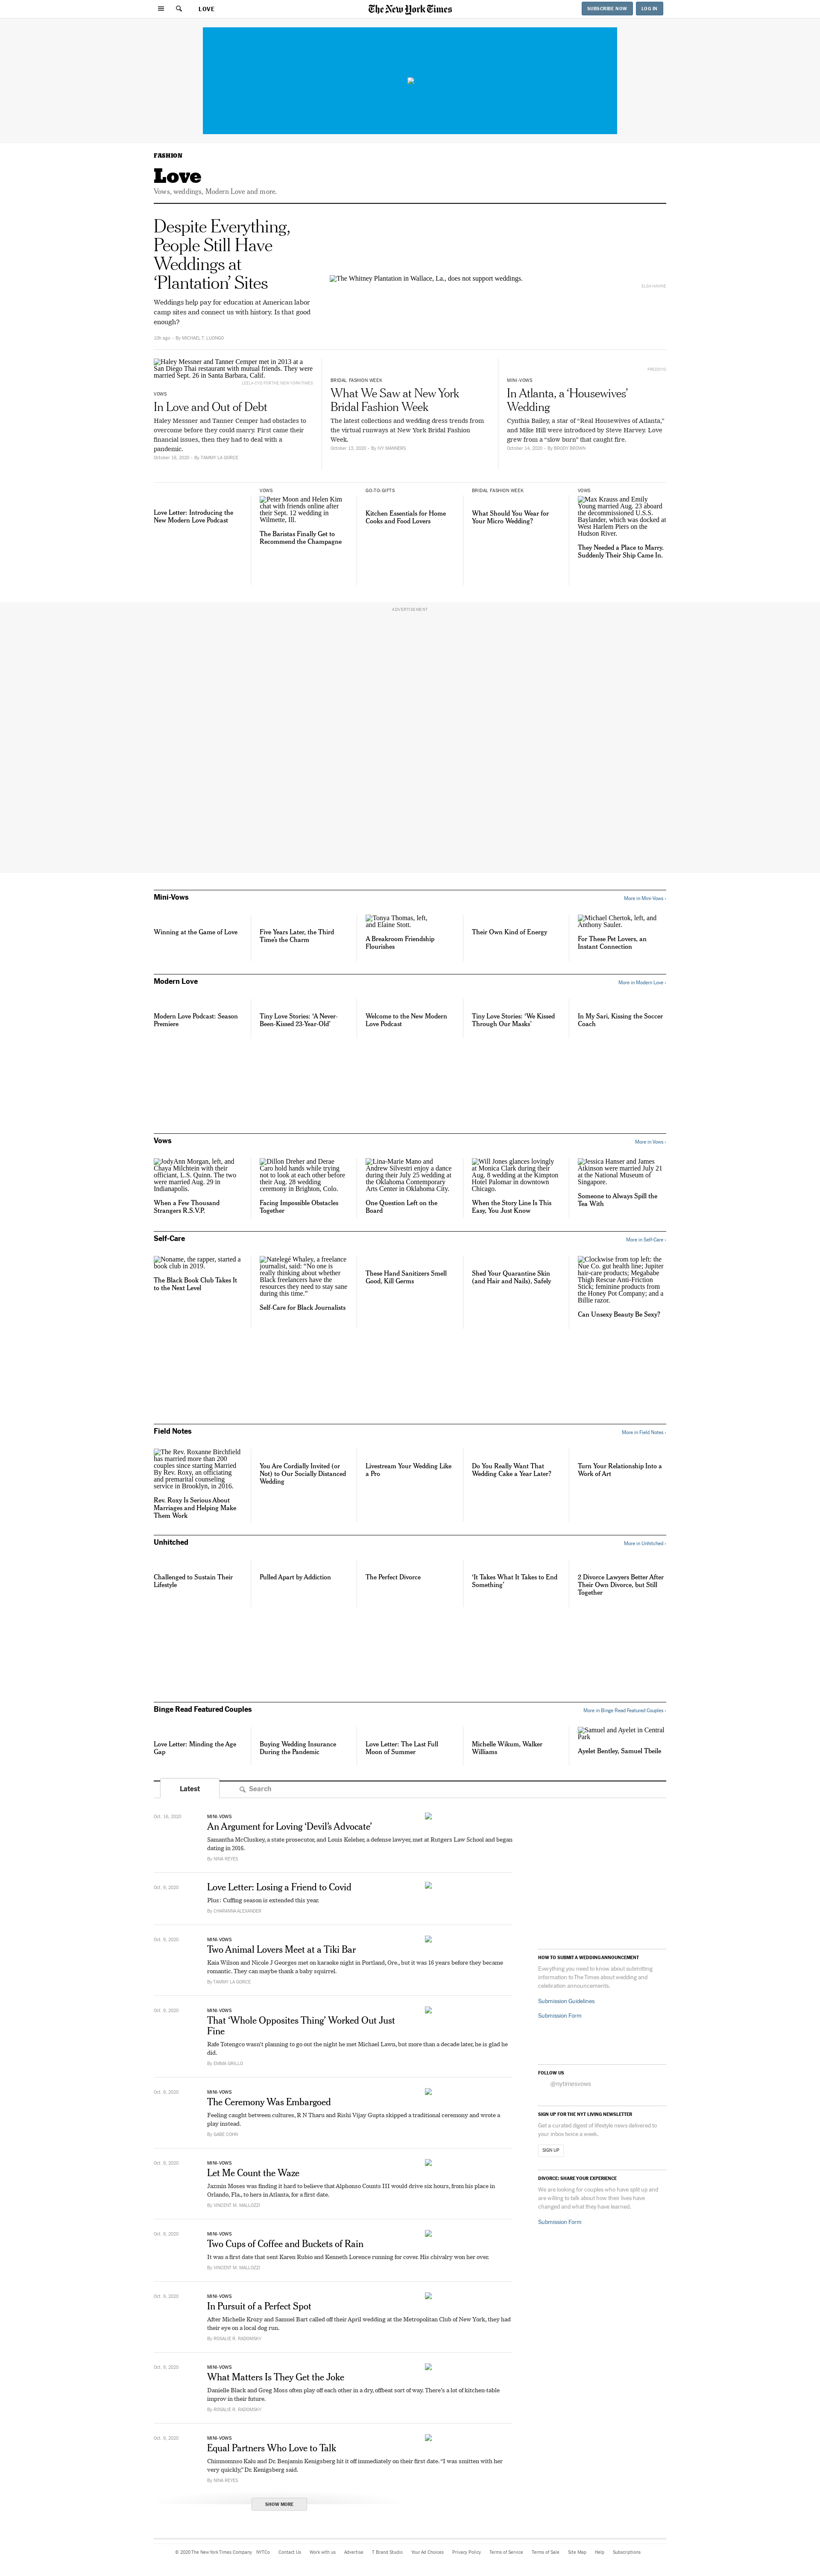 LOVE
The New York Times
SUBSCRIBE NOW
LOG IN
FASHION
Love
Vows, weddings, Modern Love and more.
Despite Everything,
People Still Have
Weddings at
‘Plantation’ Sites
Weddings help pay for education at American labor
camp sites and connect us with history. Is that good
enough?
The Whitney Plantation in Wallace, La., does not support weddings.
By MICHAEL T. LUONGO
Haley Messner and Tanner Cemper met in 2013 at a
San Diego Thai restaurant with mutual friends. They were
married Sept. 26 in Santa Barbara, Calif.
VOWS
In Love and Out of Debt
Haley Messner and Tanner Cemper had obstacles to
overcome before they could marry. First came their
financial issues, then they had to deal with a
pandemic.
October 16, 2020 - By TAMMY LA GORCE
BRIDAL FASHION WEEK
What We Saw at New York
Bridal Fashion Week
The latest collections and wedding dress trends from
the virtual runways at New York Bridal Fashion
Week.
October 13, 2020 - By IVY MANNERS
MINI-VOWS
In Atlanta, a ‘Housewives’
Wedding
Cynthia Bailey, a star of “Real Housewives of Atlanta,”
and Mike Hill were introduced by Steve Harvey. Love
grew from a “slow burn” that caught fire.
October 14, 2020 - By BRODY BROWN
Love Letter: Introducing the
New Modern Love Podcast
VOWS
Peter Moon and Helen Kim
chat with friends online after
their Sept. 12 wedding in
Wilmette, Ill.
The Baristas Finally Get to
Recommend the Champagne
GO-TO-GIFTS
Kitchen Essentials for Home
Cooks and Food Lovers
BRIDAL FASHION WEEK
What Should You Wear for
Your Micro Wedding?
VOWS
Max Krauss and Emily
Young married Aug. 23 aboard
the decommissioned U.S.S.
Baylander, which was docked at
West Harlem Piers on the
Hudson River.
They Needed a Place to Marry.
Suddenly Their Ship Came In.
ADVERTISEMENT
Mini-Vows
More in Mini-Vows ›
Winning at the Game of Love
Five Years Later, the Third
Time’s the Charm
Tonya Thomas, left,
and Elaine Stott.
A Breakroom Friendship
Flourishes
Their Own Kind of Energy
Michael Chertok, left, and
Anthony Sauler.
For These Pet Lovers, an
Instant Connection
Modern Love
More in Modern Love ›
Modern Love Podcast: Season
Premiere
Tiny Love Stories: ‘A Never-
Been-Kissed 23-Year-Old’
Welcome to the New Modern
Love Podcast
Tiny Love Stories: ‘We Kissed
Through Our Masks’
In My Sari, Kissing the Soccer
Coach
Vows
More in Vows ›
JodyAnn Morgan, left, and
Chaya Milchtein with their
officiant, L.S. Quinn. The two
were married Aug. 29 in
Indianapolis.
When a Few Thousand
Strangers R.S.V.P.
Dillon Dreher and Derae
Caro hold hands while trying
not to look at each other before
their Aug. 28 wedding
ceremony in Brighton, Colo.
Facing Impossible Obstacles
Together
Lina-Marie Mano and
Andrew Silvestri enjoy a dance
during their July 25 wedding at
the Oklahoma Contemporary
Arts Center in Oklahoma City.
One Question Left on the
Board
Will Jones glances lovingly
at Monica Clark during their
Aug. 8 wedding at the Kimpton
Hotel Palomar in downtown
Chicago.
When the Story Line Is This
Easy, You Just Know
Jessica Hanser and James
Atkinson were married July 21
at the National Museum of
Singapore.
Someone to Always Spill the
Tea With
Self-Care
More in Self-Care ›
Noname, the rapper, started a
book club in 2019.
The Black Book Club Takes It
to the Next Level
Natelegé Whaley, a freelance
journalist, said: “No one is
really thinking about whether
Black freelancers have the
resources they need to stay sane
during this time.”
Self-Care for Black Journalists
These Hand Sanitizers Smell
Good, Kill Germs
Shed Your Quarantine Skin
(and Hair and Nails), Safely
Clockwise from top left: the
Nue Co. gut health line; Jupiter
hair-care products; Megababe
Thigh Rescue Anti-Friction
Stick; feminine products from
the Honey Pot Company; and a
Billie razor.
Can Unsexy Beauty Be Sexy?
Field Notes
More in Field Notes ›
The Rev. Roxanne Birchfield
has married more than 200
couples since starting Married
By Rev. Roxy, an officiating
and premarital counseling
service in Brooklyn, in 2016.
Rev. Roxy Is Serious About
Marriages and Helping Make
Them Work
You Are Cordially Invited (or
Not) to Our Socially Distanced
Wedding
Livestream Your Wedding Like
a Pro
Do You Really Want That
Wedding Cake a Year Later?
Turn Your Relationship Into a
Work of Art
Unhitched
More in Unhitched ›
Challenged to Sustain Their
Lifestyle
Pulled Apart by Addiction
The Perfect Divorce
‘It Takes What It Takes to End
Something’
2 Divorce Lawyers Better After
Their Own Divorce, but Still
Together
Binge Read Featured Couples
More in Binge Read Featured Couples ›
Love Letter: Minding the Age
Gap
Buying Wedding Insurance
During the Pandemic
Love Letter: The Last Full
Moon of Summer
Michelle Wikum, Walker
Williams
Samuel and Ayelet in Central
Park
Ayelet Bentley, Samuel Tbeile
Latest
Search
Oct. 16, 2020
MINI-VOWS
An Argument for Loving ‘Devil’s Advocate’
Samantha McCluskey, a state prosecutor, and Louis Keleher, a defense lawyer, met at Rutgers Law School and began
dating in 2016.
By NINA REYES
Oct. 9, 2020
Love Letter: Losing a Friend to Covid
Plus: Cuffing season is extended this year.
By CHARANNA ALEXANDER
Oct. 9, 2020
MINI-VOWS
Two Animal Lovers Meet at a Tiki Bar
Kaia Wilson and Nicole J Georges met on karaoke night in Portland, Ore., but it was 16 years before they became
romantic. They can maybe thank a baby squirrel.
By TAMMY LA GORCE
Oct. 9, 2020
MINI-VOWS
That ‘Whole Opposites Thing’ Worked Out Just
Fine
Rafe Totengco wasn’t planning to go out the night he met Michael Lawn, but more than a decade later, he is glad he
did.
By EMMA GRILLO
Oct. 9, 2020
MINI-VOWS
The Ceremony Was Embargoed
Feeling caught between cultures, R N Tharu and Rishi Vijay Gupta skipped a traditional ceremony and wrote a
play instead.
By GABE COHN
Oct. 9, 2020
MINI-VOWS
Let Me Count the Waze
Jazmin Moses was finding it hard to believe that Alphonso Counts III would drive six hours, from his place in
Orlando, Fla., to hers in Atlanta, for a first date.
By VINCENT M. MALLOZZI
Oct. 9, 2020
MINI-VOWS
Two Cups of Coffee and Buckets of Rain
It was a first date that sent Karen Rubio and Kenneth Lorence running for cover. His chivalry won her over.
By VINCENT M. MALLOZZI
Oct. 9, 2020
MINI-VOWS
In Pursuit of a Perfect Spot
After Michelle Krozy and Samuel Bart called off their April wedding at the Metropolitan Club of New York, they had
their eye on a local dog run.
By ROSALIE R. RADOMSKY
Oct. 9, 2020
MINI-VOWS
What Matters Is They Get the Joke
Danielle Black and Greg Moss often play off each other in a dry, offbeat sort of way. There’s a lot of kitchen-table
improv in their future.
By ROSALIE R. RADOMSKY
Oct. 9, 2020
MINI-VOWS
Equal Partners Who Love to Talk
Chinmomnso Kalu and Dr. Benjamin Kenigsberg hit it off immediately on their first date. “I was smitten with her
very quickly,” Dr. Kenigsberg said.
By NINA REYES
SHOW MORE
HOW TO SUBMIT A WEDDING ANNOUNCEMENT
Everything you need to know about submitting
information to The Times about wedding and
celebration announcements.
Submission Guidelines
Submission Form
FOLLOW US
@nytimesvows
SIGN UP FOR THE NYT LIVING NEWSLETTER
Get a curated digest of lifestyle news delivered to
your inbox twice a week.
SIGN UP
DIVORCE: SHARE YOUR EXPERIENCE
We are looking for couples who have split up and
are willing to talk about how their lives have
changed and what they have learned.
Submission Form
© 2020 The New York Times Company
NYTCo
Contact Us
Work with us
Advertise
T Brand Studio
Your Ad Choices
Privacy Policy
Terms of Service
Terms of Sale
Site Map
Help
Subscriptions